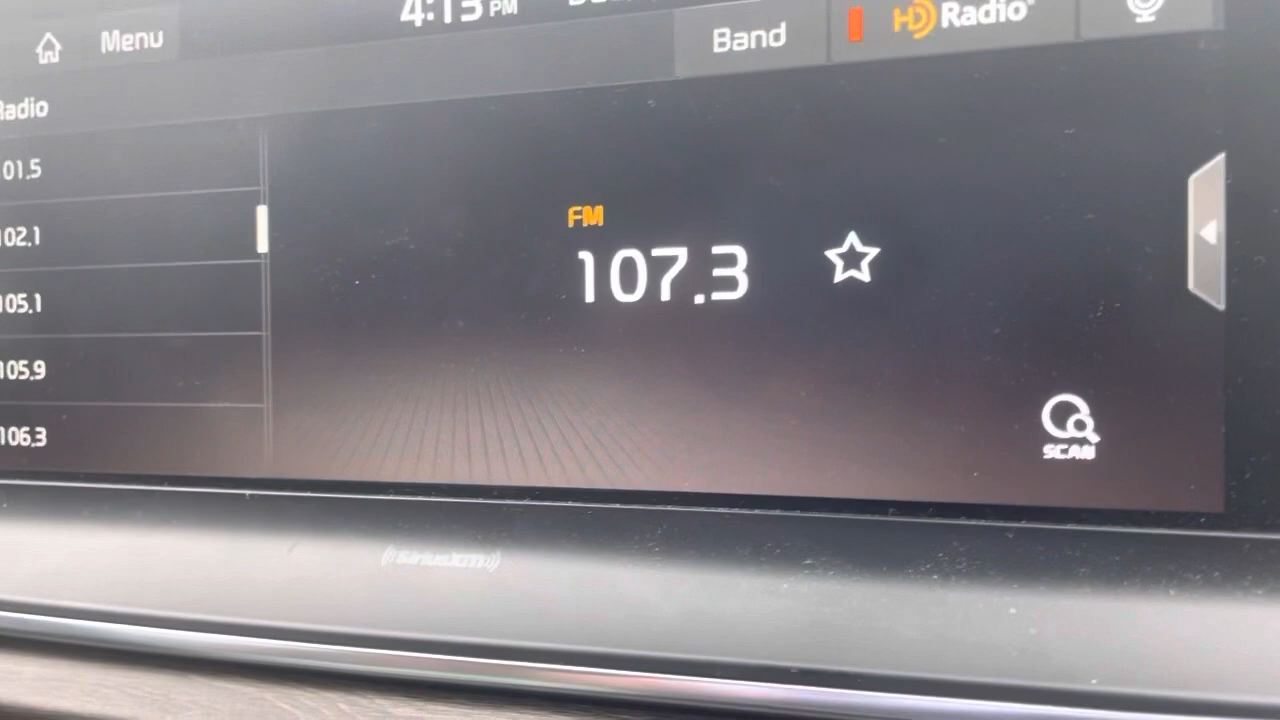 4:13 PM
Menu
Band
HD Radio
Radio
101.5
102.1
105.1
105.9
106.3
FM
107.3
SCAN
(((SiriusXM)))